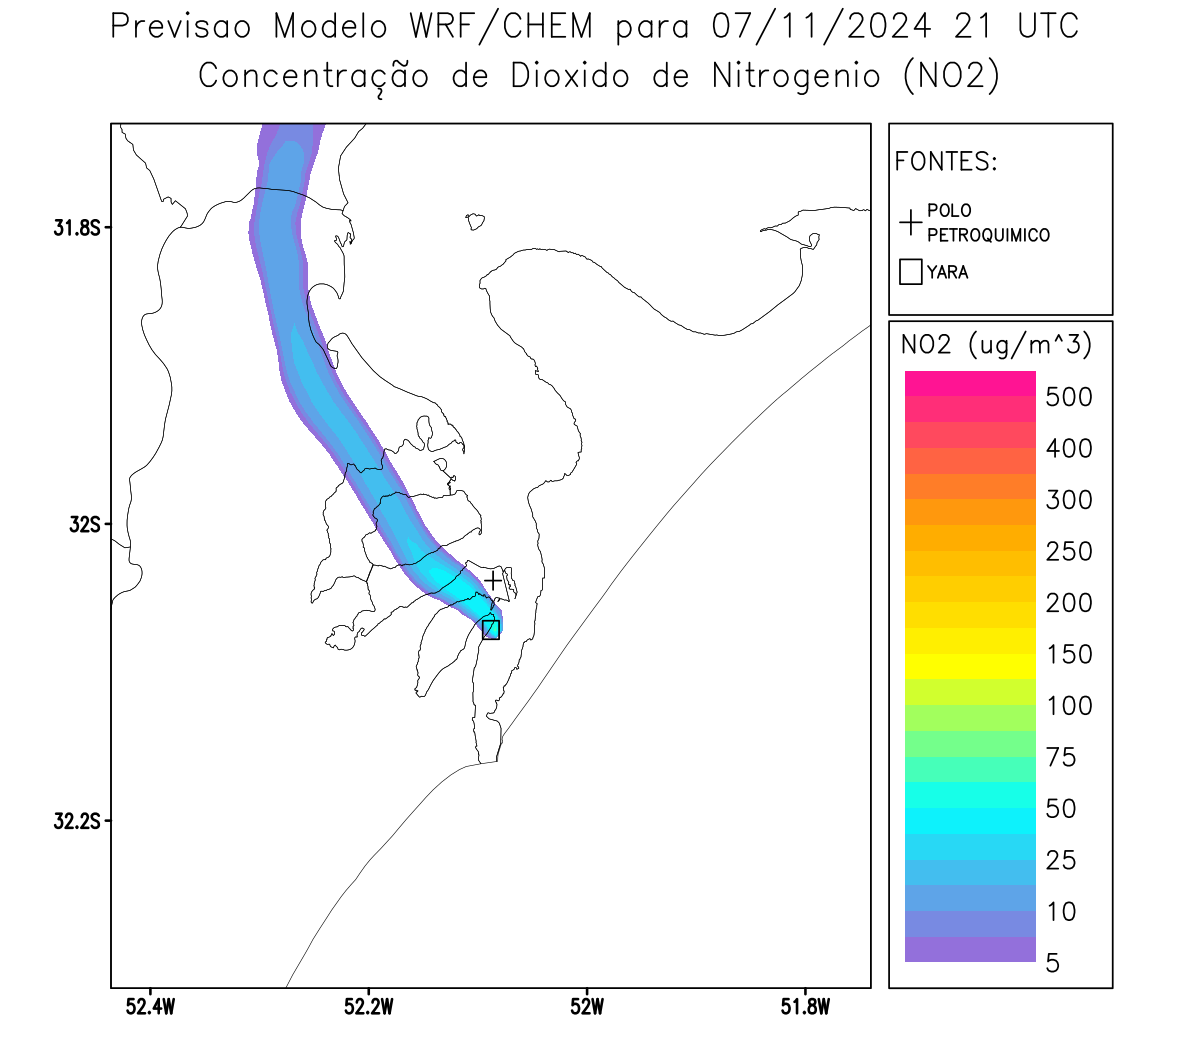 Previsao Modelo WRF/CHEM para 07/11/2024 21 UTC
Concentração de Dioxido de Nitrogenio (NO2)
FONTES:
POLO
PETROQUIMICO
YARA
NO2 (ug/m^3)
500
400
300
250
200
150
100
75
50
25
10
5
31.8S
32S
32.2S
52.4W
52.2W
52W
51.8W